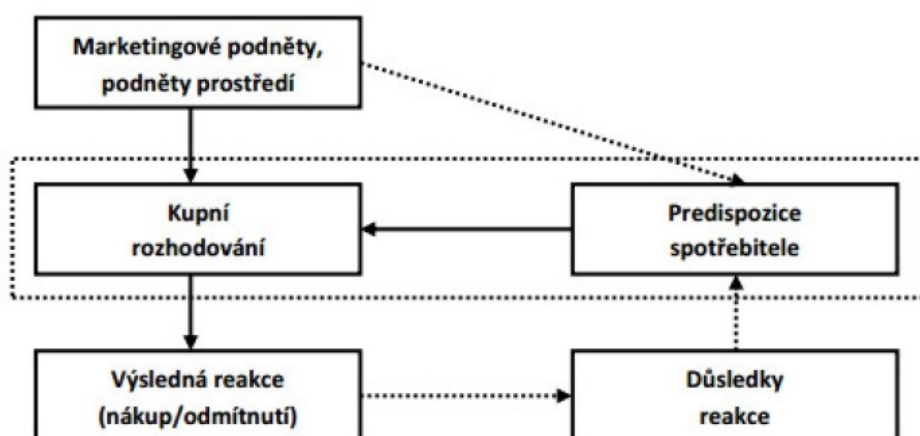 Marketingové podněty,
podněty prostředí
Kupní
rozhodování
Predispozice
spotřebitele
Výsledná reakce
(nákup/odmítnutí)
Důsledky
reakce